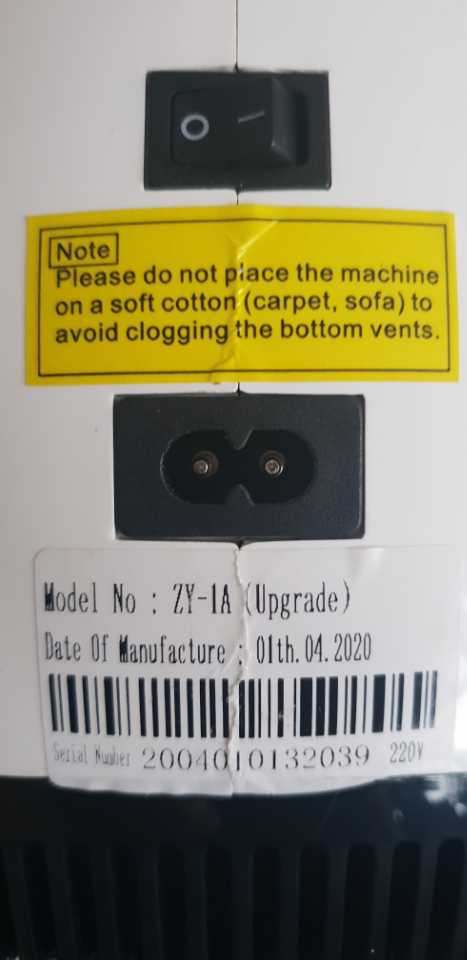 Note
Please do not place the machine
on a soft cotton (carpet, sofa) to
avoid clogging the bottom vents.
Model No : ZY-1A (Upgrade)
Date Of Manufacture : 01th. 04. 2020
Serial Number 2004010132039 220V